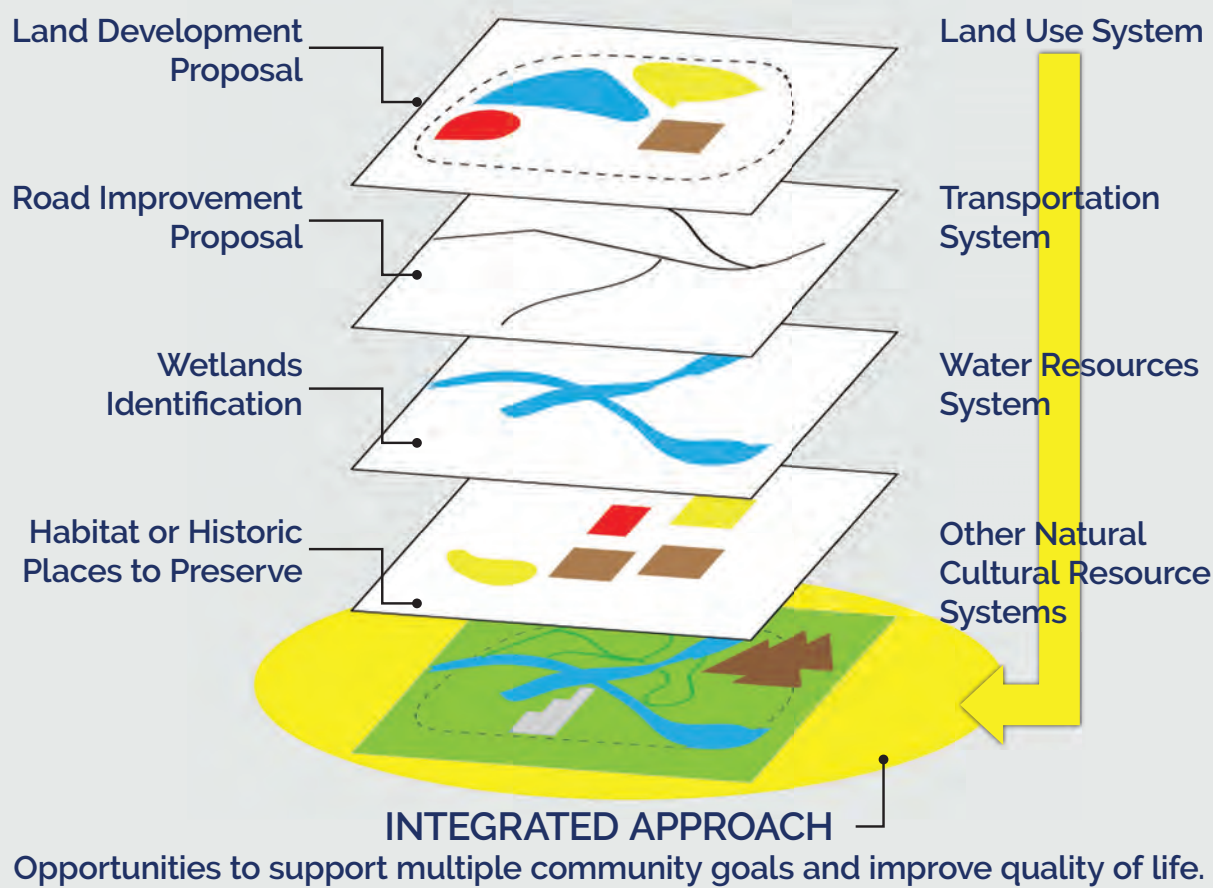 Land Development
Proposal
Land Use System
Road Improvement
Proposal
Transportation
System
Wetlands
Identification
Water Resources
System
Habitat or Historic
Places to Preserve
Other Natural
Cultural Resource
Systems
INTEGRATED APPROACH
Opportunities to support multiple community goals and improve quality of life.